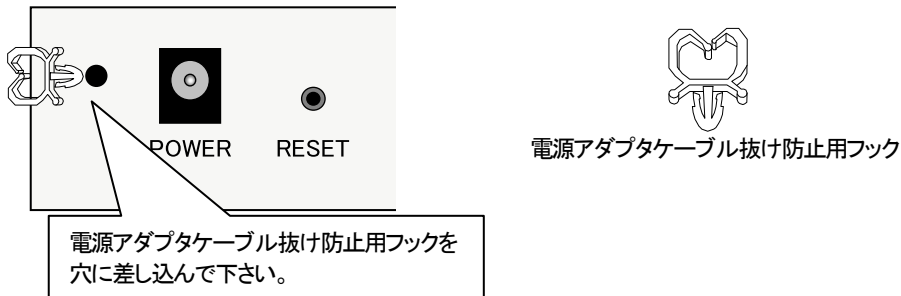 POWER RESET
電源アダプタケーブル抜け防止用フック
電源アダプタケーブル抜け防止用フックを
穴に差し込んで下さい。